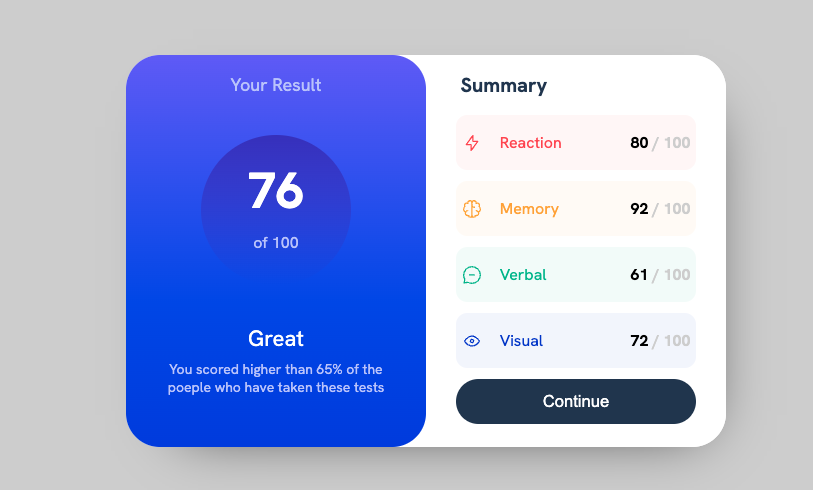 Your Result
76
of 100
Great
You scored higher than 65% of the
poeple who have taken these tests
Summary
Reaction 80 / 100
Memory 92 / 100
Verbal 61 / 100
Visual 72 / 100
Continue